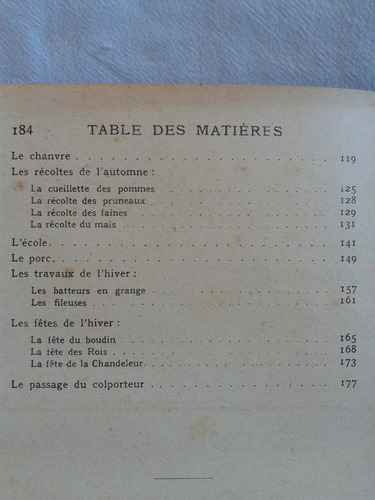 184 TABLE DES MATIÈRES
Le chanvre . . . . . . . . . . . . . . . . . . . 119
Les récoltes de l'automne :
La cueillette des pommes . . . . . . . . . . . . . 125
La récolte des pruneaux . . . . . . . . . . . . . 128
La récolte des faînes . . . . . . . . . . . . . . 129
La récolte du maïs . . . . . . . . . . . . . . . 131
L'école. . . . . . . . . . . . . . . . . . . . . 141
Le porc. . . . . . . . . . . . . . . . . . . . . 149
Les travaux de l'hiver :
Les batteurs en grange . . . . . . . . . . . . . 157
Les fileuses . . . . . . . . . . . . . . . . . . 161
Les fêtes de l'hiver :
La fête du boudin . . . . . . . . . . . . . . . . 165
La fête des Rois . . . . . . . . . . . . . . . . 168
La fête de la Chandeleur. . . . . . . . . . . . . 173
Le passage du colporteur . . . . . . . . . . . . . 177